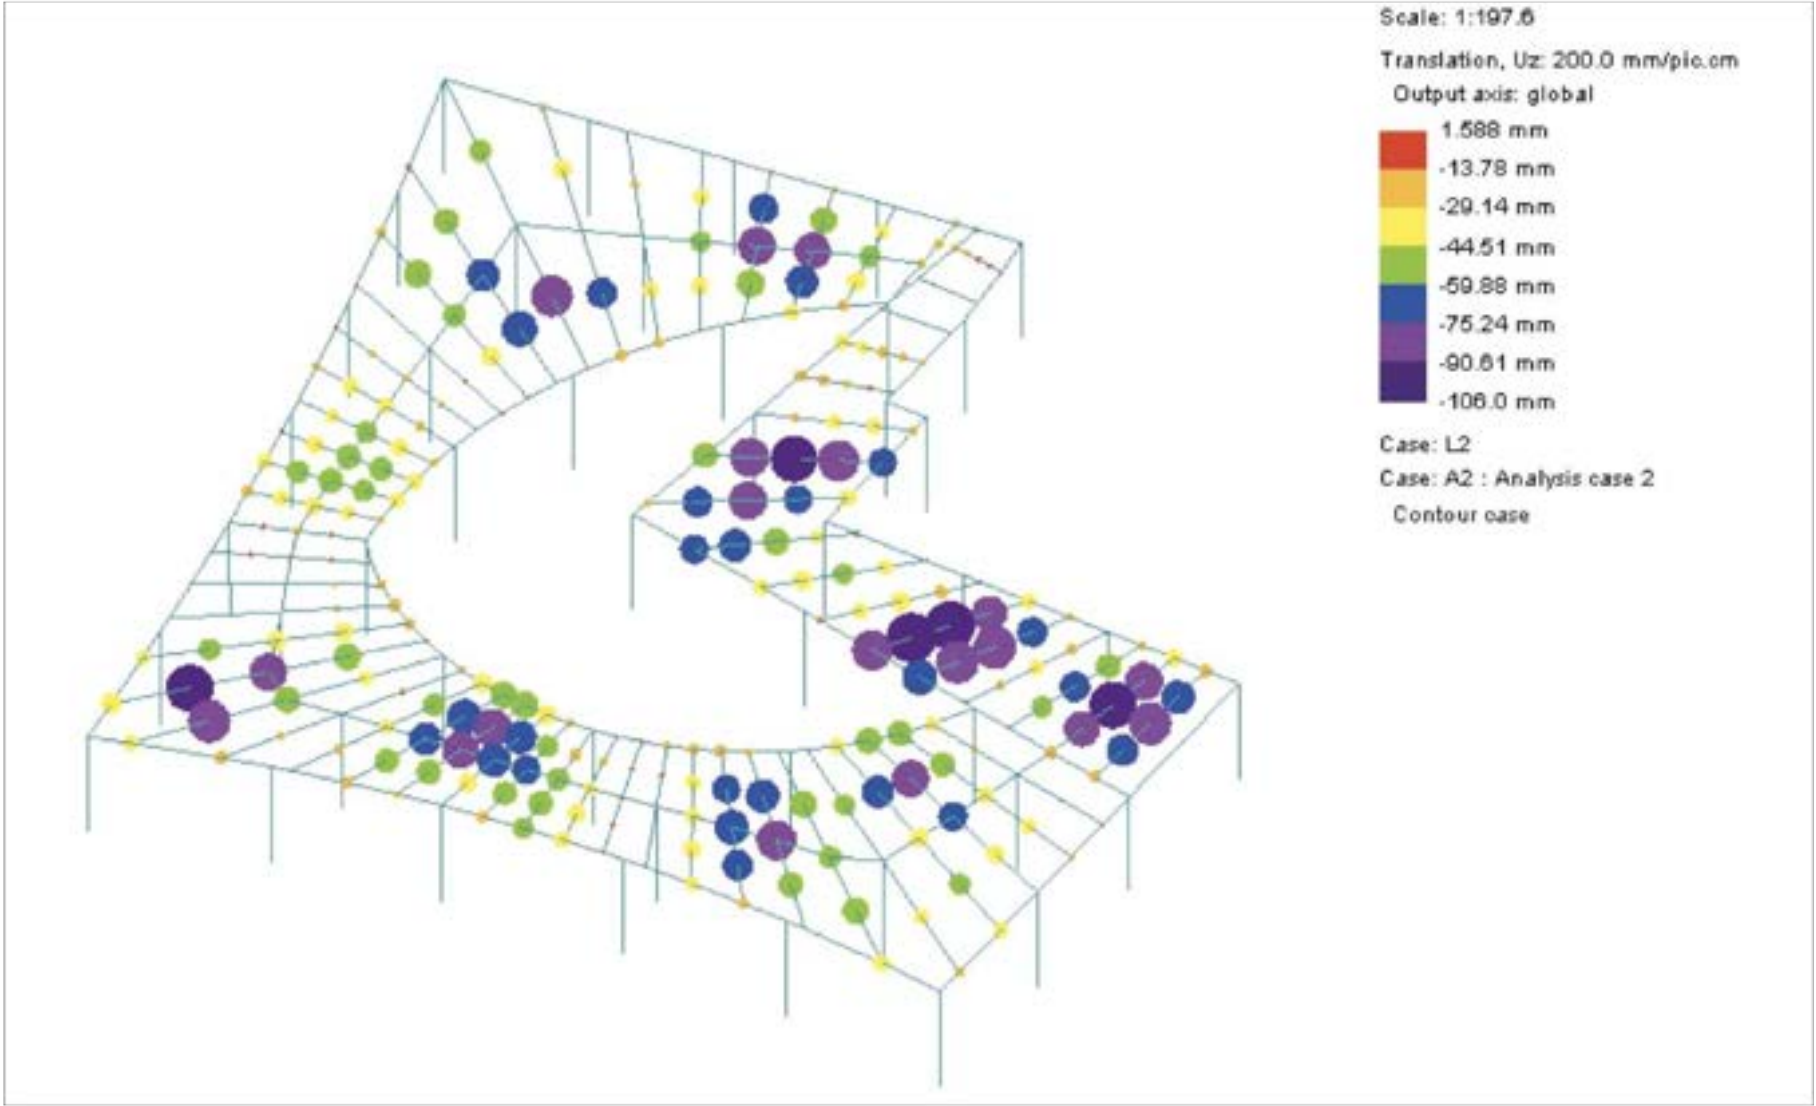 Scale: 1:197.6
Translation, Uz: 200.0 mm/pic.cm
Output axis: global
1.588 mm
-13.78 mm
-29.14 mm
-44.51 mm
-59.88 mm
-75.24 mm
-90.61 mm
-106.0 mm
Case: L2
Case: A2 : Analysis case 2
Contour case